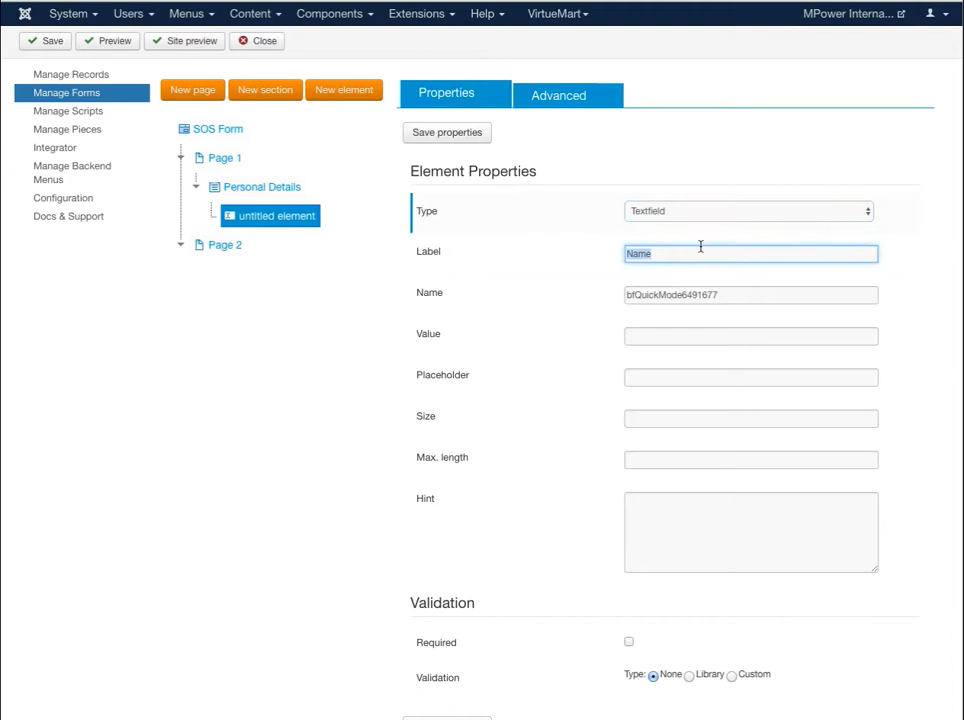 System Users Menus Content Components Extensions Help VirtueMart MPower Interna...
Save Preview Site preview Close
Manage Records
Manage Forms
Manage Scripts
Manage Pieces
Integrator
Manage Backend
Menus
Configuration
Docs & Support
New page New section New element
SOS Form
Page 1
Personal Details
untitled element
Page 2
Properties Advanced
Save properties
Element Properties
Type Textfield
Label Name
Name bfQuickMode6491677
Value
Placeholder
Size
Max. length
Hint
Validation
Required
Validation Type: None Library Custom